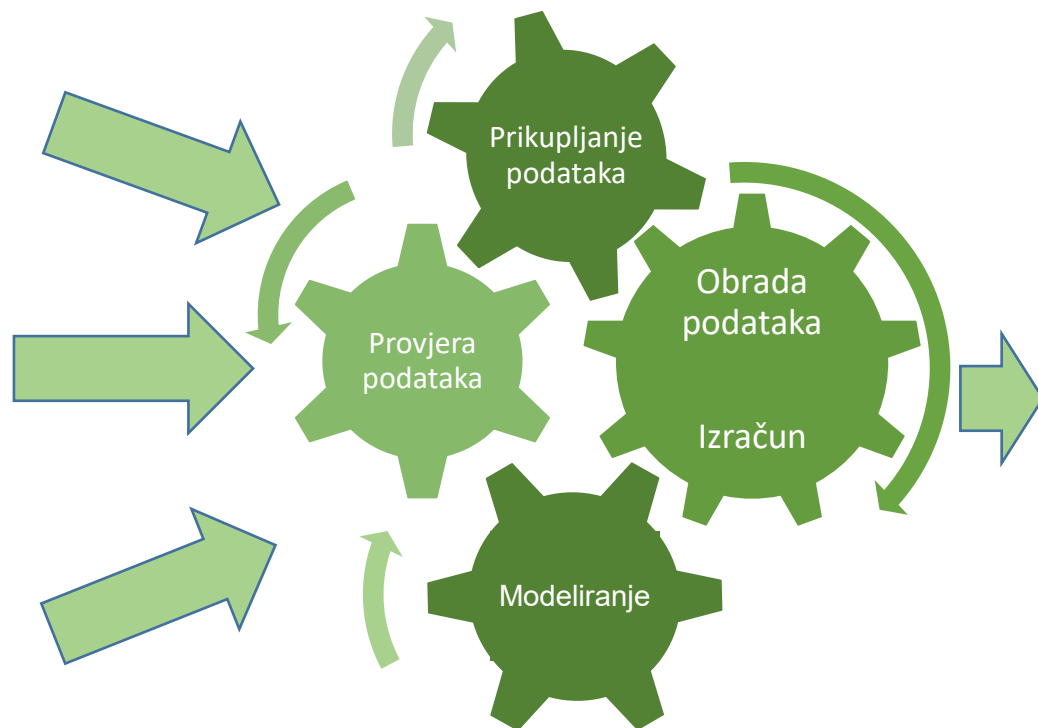 Prikupljanje
podataka
Obrada
podataka
Izračun
Provjera
podataka
Modeliranje